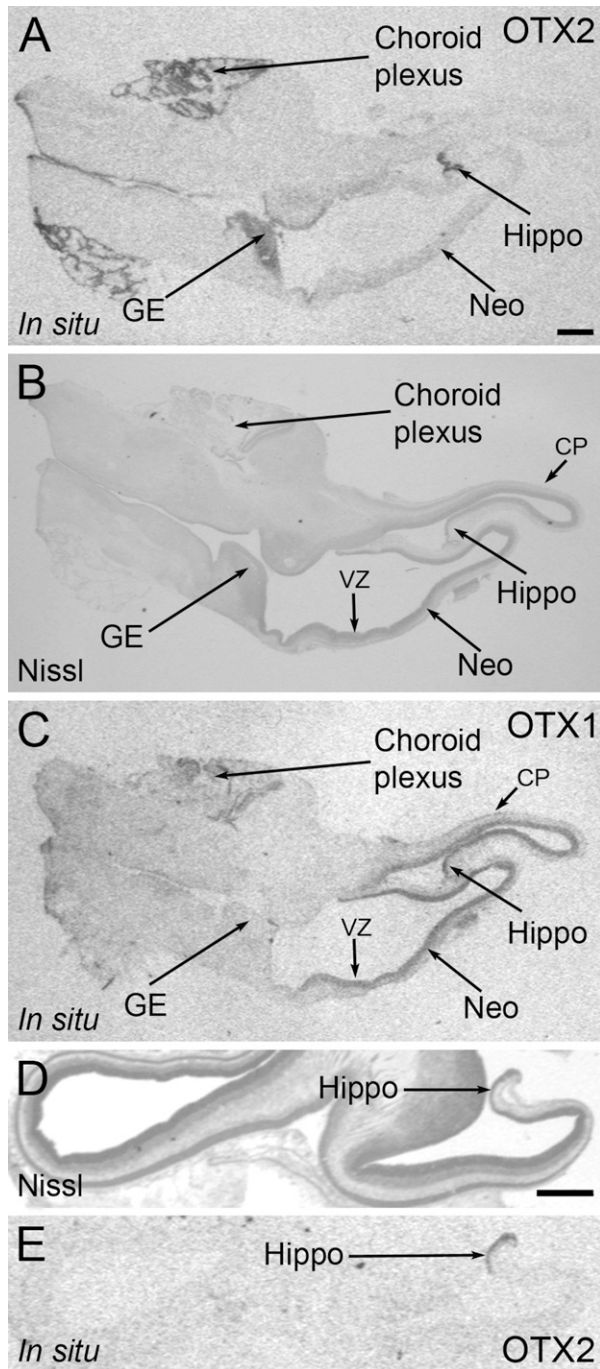 A
OTX2
Choroid
plexus
Hippo
GE
Neo
In situ
B
Choroid
plexus
CP
Hippo
VZ
GE
Neo
Nissl
C
OTX1
Choroid
plexus
CP
Hippo
VZ
GE
Neo
In situ
D
Hippo
Nissl
E
Hippo
In situ
OTX2